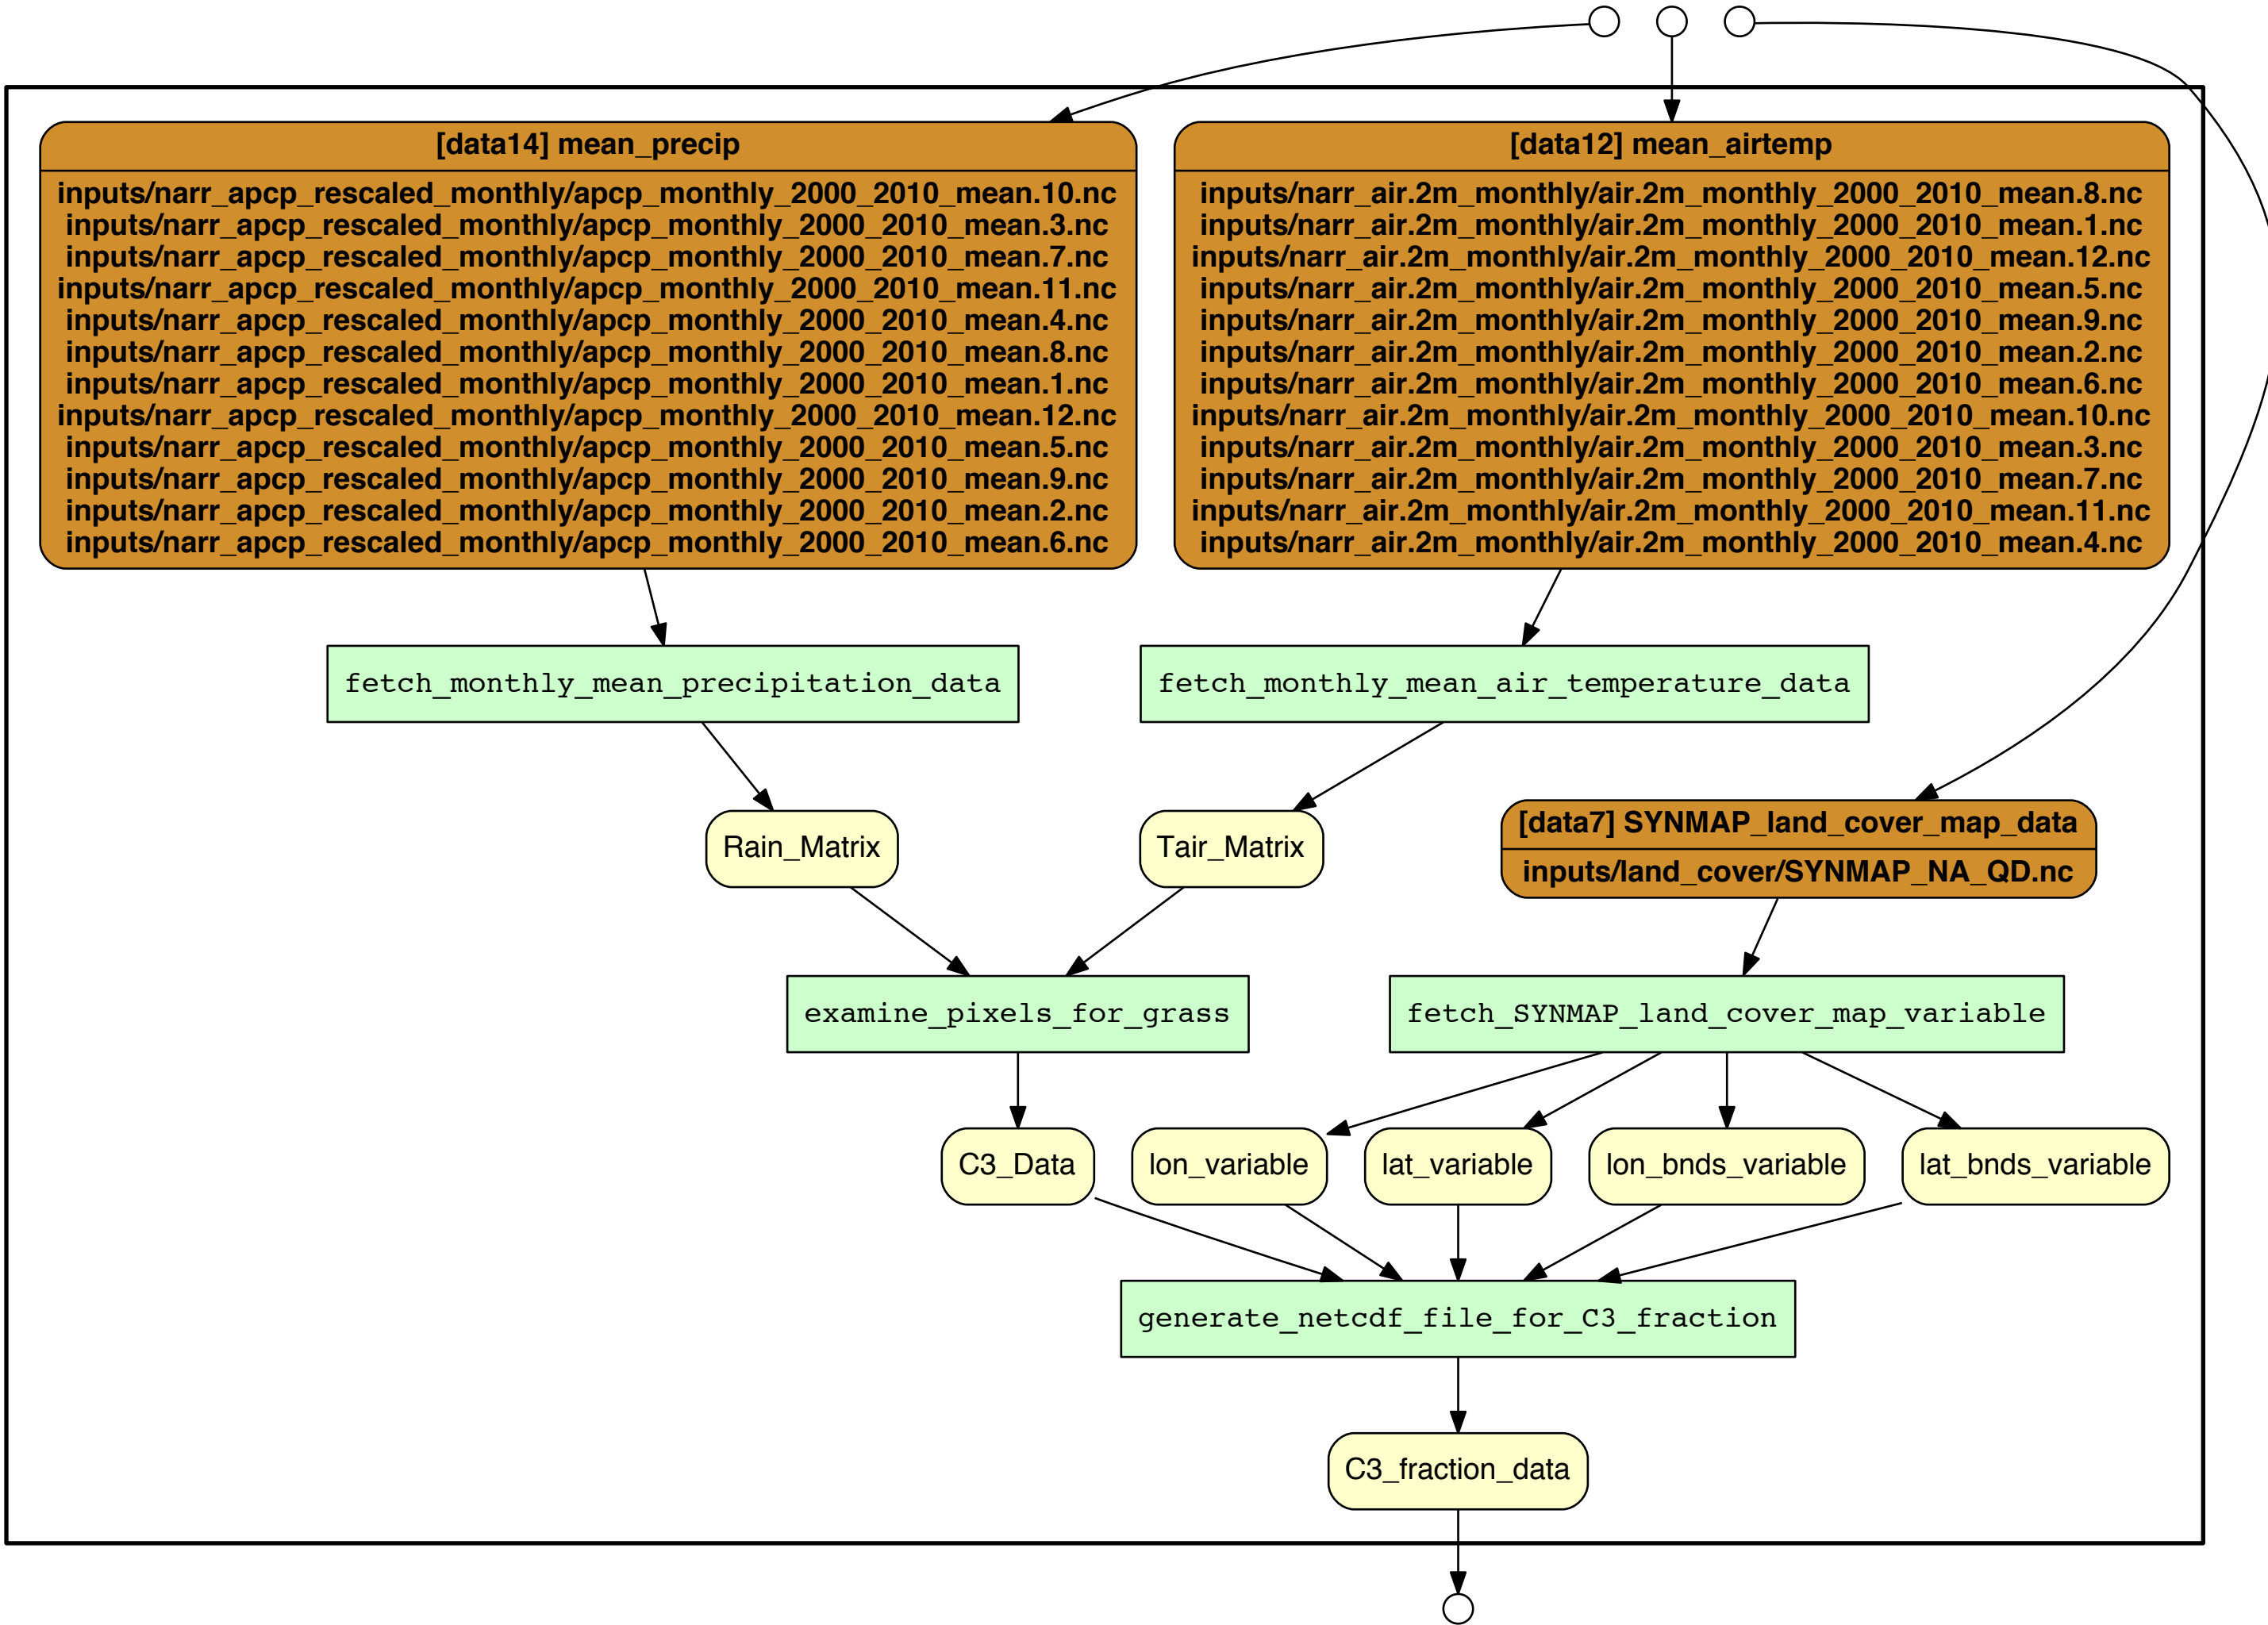 [data14] mean_precip
inputs/narr_apcp_rescaled_monthly/apcp_monthly_2000_2010_mean.10.nc
inputs/narr_apcp_rescaled_monthly/apcp_monthly_2000_2010_mean.3.nc
inputs/narr_apcp_rescaled_monthly/apcp_monthly_2000_2010_mean.7.nc
inputs/narr_apcp_rescaled_monthly/apcp_monthly_2000_2010_mean.11.nc
inputs/narr_apcp_rescaled_monthly/apcp_monthly_2000_2010_mean.4.nc
inputs/narr_apcp_rescaled_monthly/apcp_monthly_2000_2010_mean.8.nc
inputs/narr_apcp_rescaled_monthly/apcp_monthly_2000_2010_mean.1.nc
inputs/narr_apcp_rescaled_monthly/apcp_monthly_2000_2010_mean.12.nc
inputs/narr_apcp_rescaled_monthly/apcp_monthly_2000_2010_mean.5.nc
inputs/narr_apcp_rescaled_monthly/apcp_monthly_2000_2010_mean.9.nc
inputs/narr_apcp_rescaled_monthly/apcp_monthly_2000_2010_mean.2.nc
inputs/narr_apcp_rescaled_monthly/apcp_monthly_2000_2010_mean.6.nc
[data12] mean_airtemp
inputs/narr_air.2m_monthly/air.2m_monthly_2000_2010_mean.8.nc
inputs/narr_air.2m_monthly/air.2m_monthly_2000_2010_mean.1.nc
inputs/narr_air.2m_monthly/air.2m_monthly_2000_2010_mean.12.nc
inputs/narr_air.2m_monthly/air.2m_monthly_2000_2010_mean.5.nc
inputs/narr_air.2m_monthly/air.2m_monthly_2000_2010_mean.9.nc
inputs/narr_air.2m_monthly/air.2m_monthly_2000_2010_mean.2.nc
inputs/narr_air.2m_monthly/air.2m_monthly_2000_2010_mean.6.nc
inputs/narr_air.2m_monthly/air.2m_monthly_2000_2010_mean.10.nc
inputs/narr_air.2m_monthly/air.2m_monthly_2000_2010_mean.3.nc
inputs/narr_air.2m_monthly/air.2m_monthly_2000_2010_mean.7.nc
inputs/narr_air.2m_monthly/air.2m_monthly_2000_2010_mean.11.nc
inputs/narr_air.2m_monthly/air.2m_monthly_2000_2010_mean.4.nc
fetch_monthly_mean_precipitation_data
fetch_monthly_mean_air_temperature_data
Rain_Matrix
Tair_Matrix
[data7] SYNMAP_land_cover_map_data
inputs/land_cover/SYNMAP_NA_QD.nc
examine_pixels_for_grass
fetch_SYNMAP_land_cover_map_variable
C3_Data
lon_variable
lat_variable
lon_bnds_variable
lat_bnds_variable
generate_netcdf_file_for_C3_fraction
C3_fraction_data